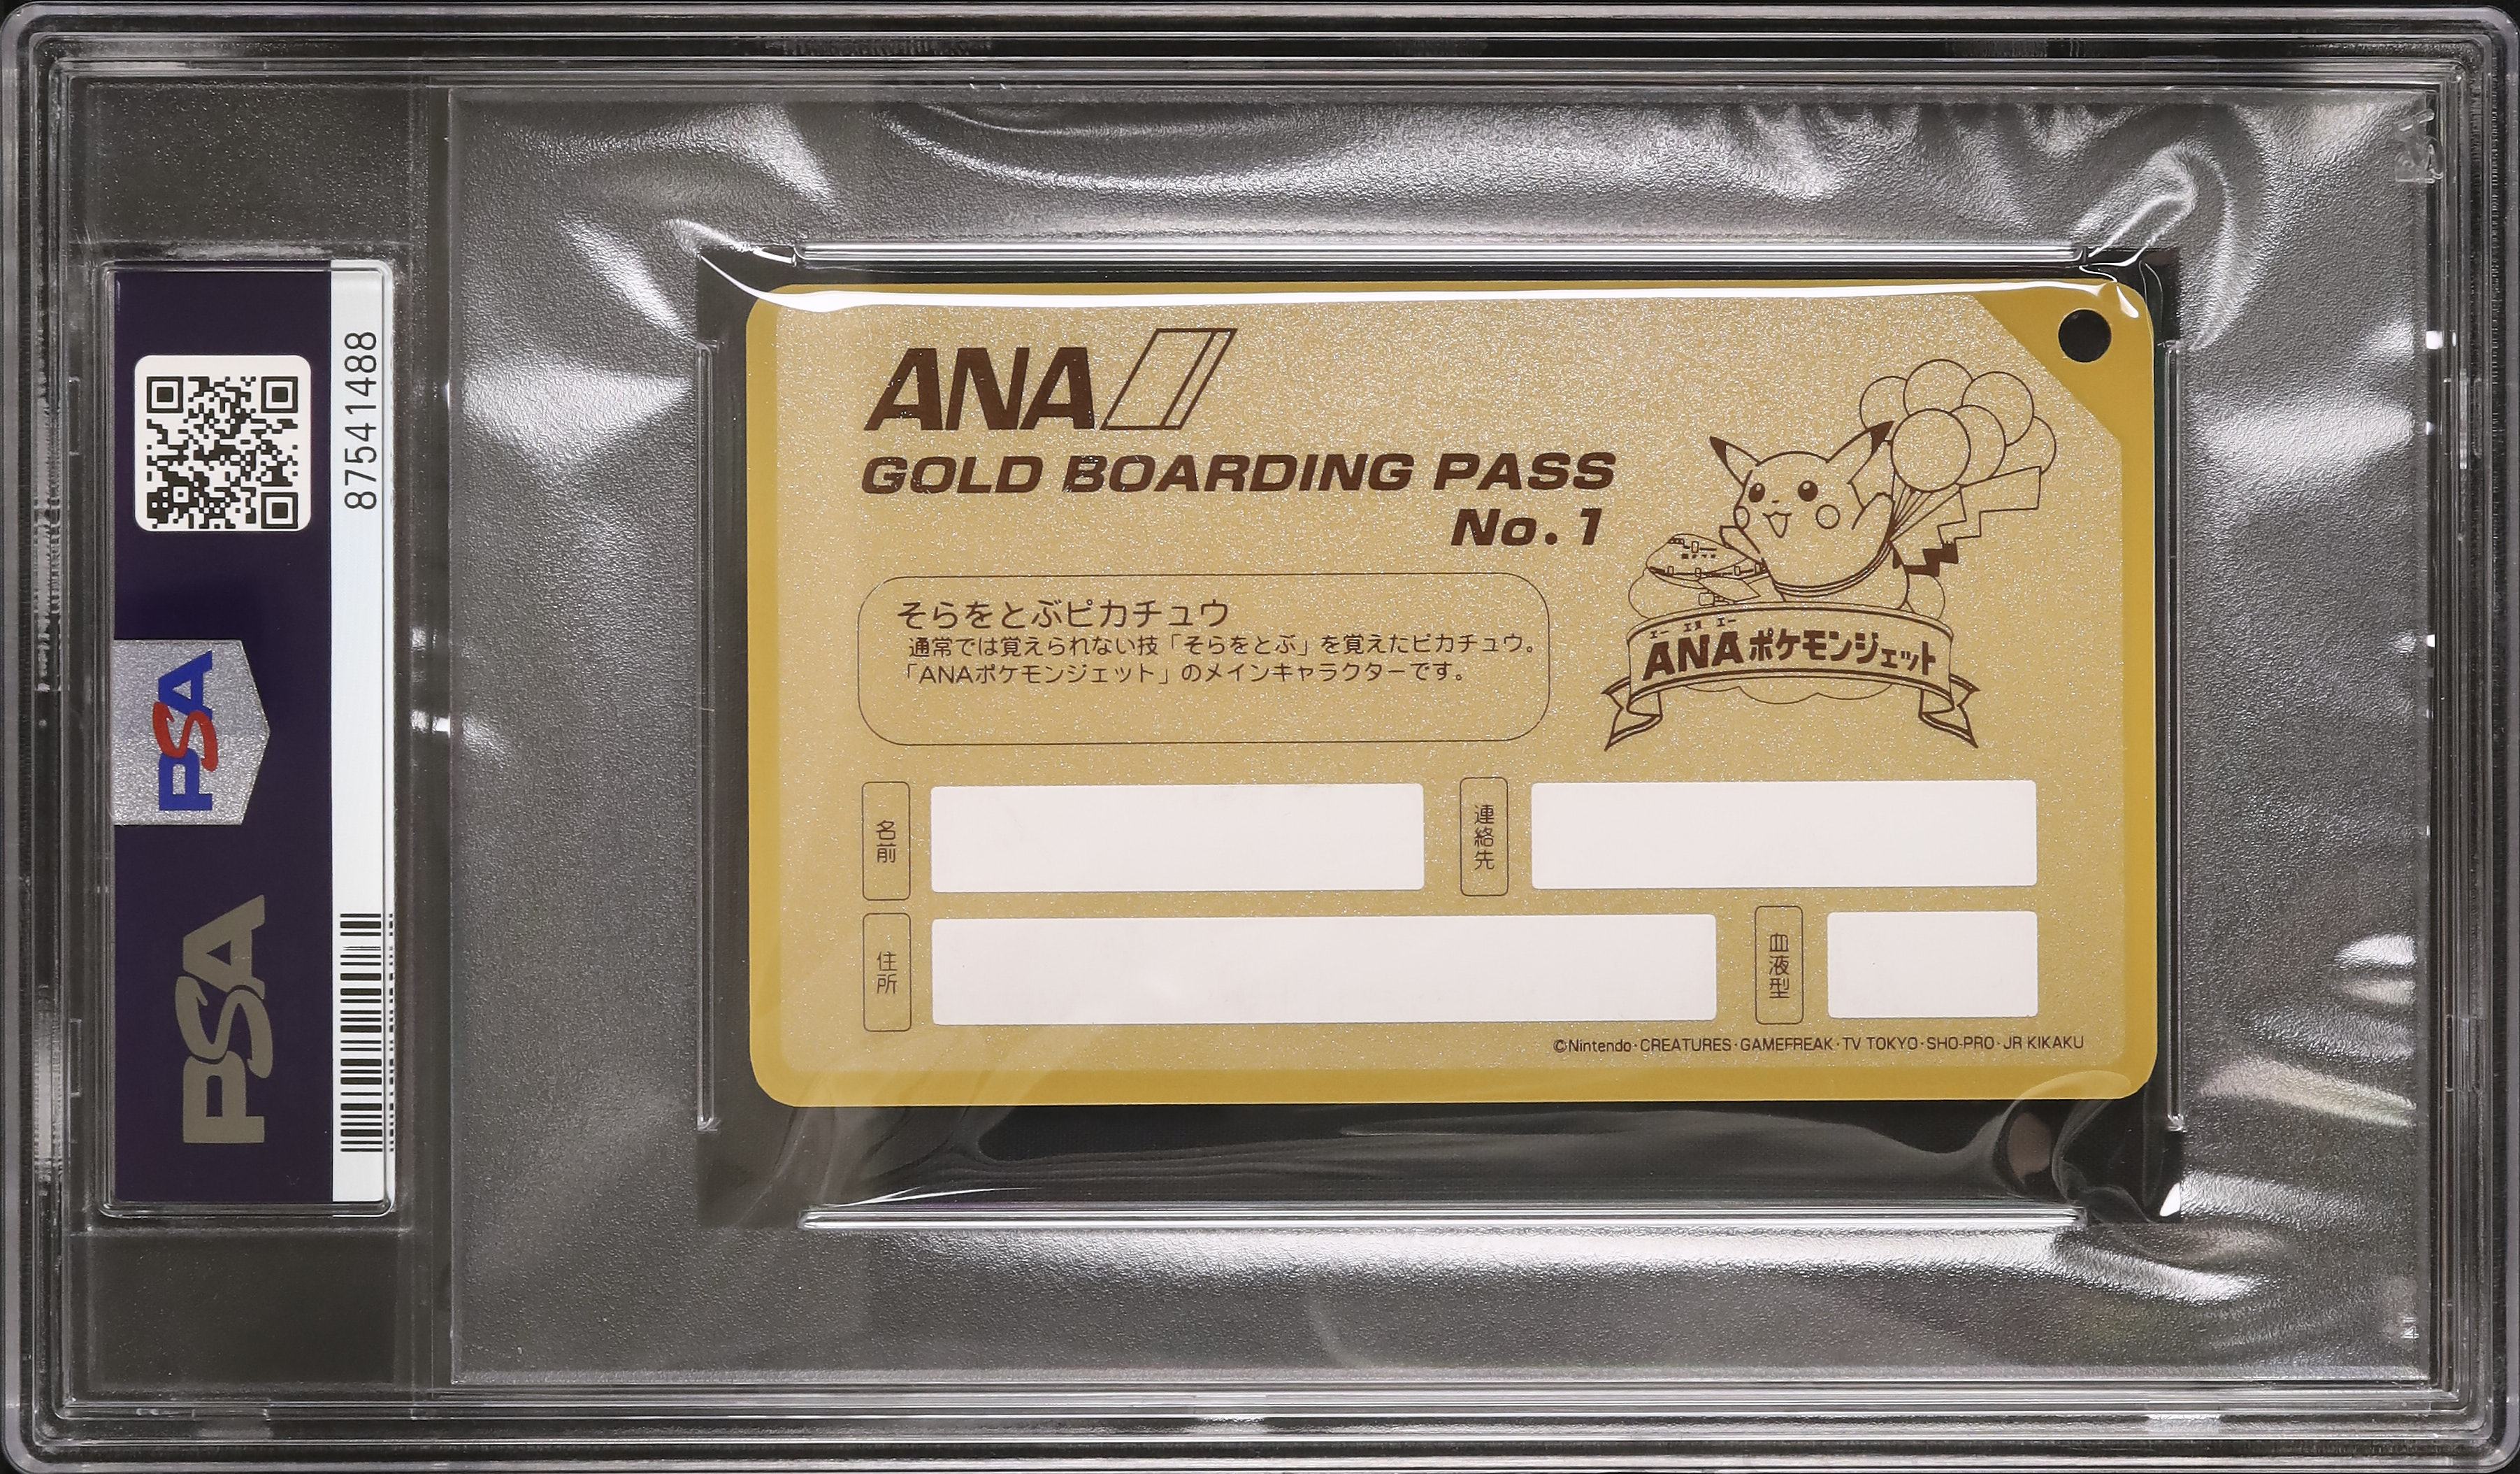 87541488
PSA
PSA
ANA
GOLD BOARDING PASS
No.1
そらをとぶピカチュウ
通常では覚えられない技「そらをとぶ」を覚えたピカチュウ。
「ANAポケモンジェット」のメインキャラクターです。
エー エヌ エー
ANAポケモンジェット
名前
連絡先
住所
血液型
©Nintendo・CREATURES・GAMEFREAK・TV TOKYO・SHO-PRO・JR KIKAKU
PSA